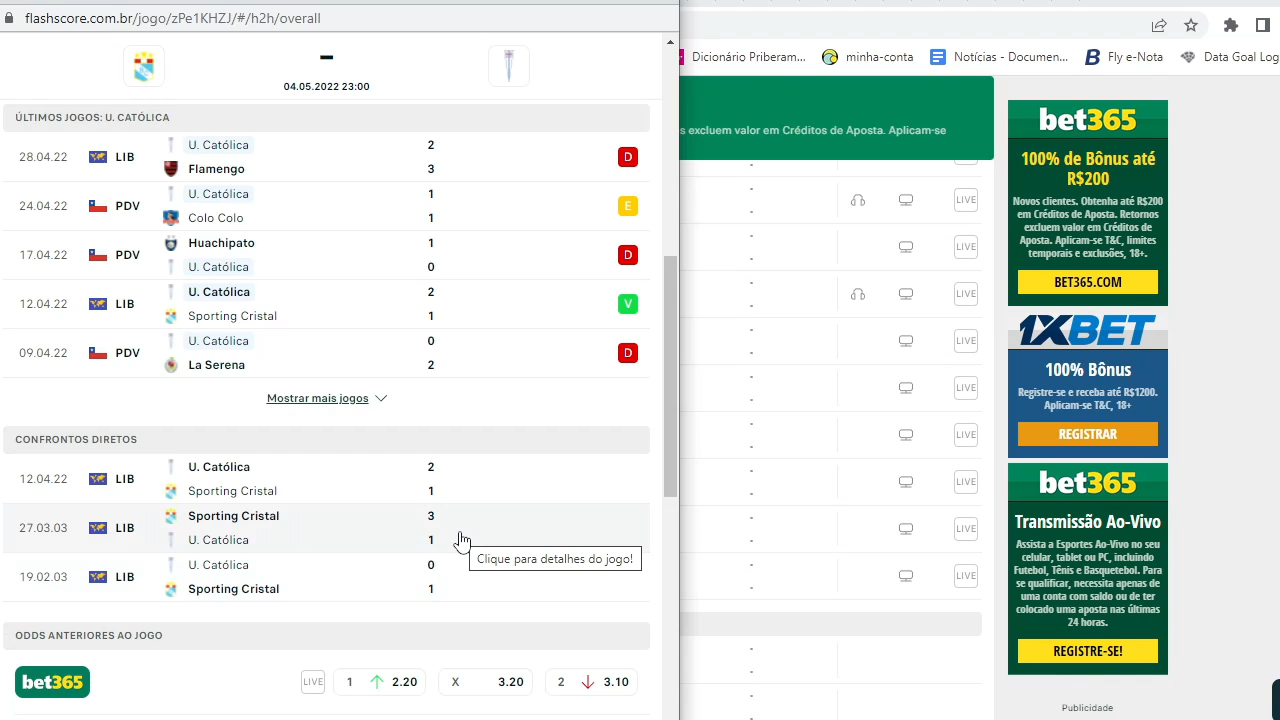 flashscore.com.br/jogo/zPe1KHZJ/#/h2h/overall
-
04.05.2022 23:00
ÚLTIMOS JOGOS: U. CATÓLICA
28.04.22 LIB U. Católica 2
Flamengo 3
D
24.04.22 PDV U. Católica 1
Colo Colo 1
E
17.04.22 PDV Huachipato 1
U. Católica 0
D
12.04.22 LIB U. Católica 2
Sporting Cristal 1
V
09.04.22 PDV U. Católica 0
La Serena 2
D
Mostrar mais jogos
CONFRONTOS DIRETOS
12.04.22 LIB U. Católica 2
Sporting Cristal 1
27.03.03 LIB Sporting Cristal 3
U. Católica 1
Clique para detalhes do jogo!
19.02.03 LIB U. Católica 0
Sporting Cristal 1
ODDS ANTERIORES AO JOGO
bet365 LIVE 1 2.20 X 3.20 2 3.10
Dicionário Priberam... minha-conta Notícias - Documen... Fly e-Nota Data Goal Log
excluem valor em Créditos de Aposta. Aplicam-se
LIVE
LIVE
LIVE
LIVE
LIVE
LIVE
LIVE
LIVE
LIVE
bet365
100% de Bônus até
R$200
Novos clientes. Obtenha até R$200
em Créditos de Aposta. Retornos
excluem valor em Créditos de
Aposta. Aplicam-se T&C, limites
temporais e exclusões, 18+.
BET365.COM
1XBET
100% Bônus
Registre-se e receba até R$1200.
Aplicam-se T&C, 18+
REGISTRAR
bet365
Transmissão Ao-Vivo
Assista a Esportes Ao-Vivo no seu
celular, tablet ou PC, incluindo
Futebol, Tênis e Basquetebol. Para
se qualificar, necessita apenas de
uma conta com saldo ou de ter
colocado uma aposta nas últimas
24 horas.
REGISTRE-SE!
Publicidade